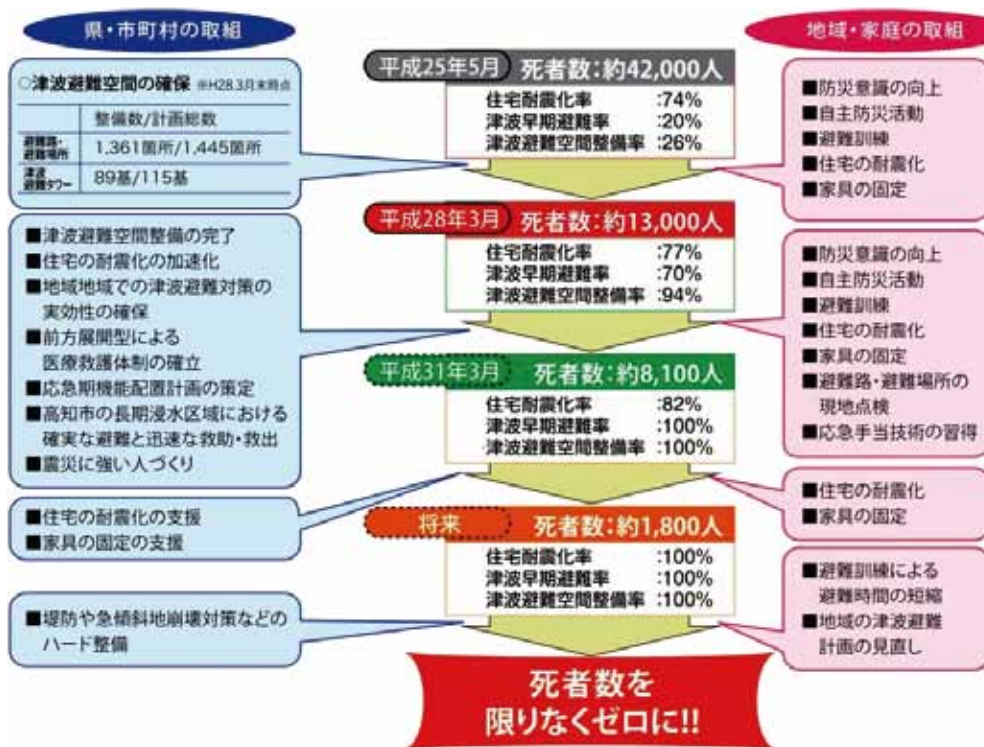 県・市町村の取組
○津波避難空間の確保 ※H28.3月末時点
整備数/計画総数
避難路・
避難場所
1,361箇所/1,445箇所
津波
避難タワー
89基/115基
■津波避難空間整備の完了
■住宅の耐震化の加速化
■地域地域での津波避難対策の
実効性の確保
■前方展開型による
医療救護体制の確立
■応急期機能配置計画の策定
■高知市の長期浸水区域における
確実な避難と迅速な救助・救出
■震災に強い人づくり
■住宅の耐震化の支援
■家具の固定の支援
■堤防や急傾斜地崩壊対策などの
ハード整備
平成25年5月 死者数:約42,000人
住宅耐震化率 :74%
津波早期避難率 :20%
津波避難空間整備率 :26%
平成28年3月 死者数:約13,000人
住宅耐震化率 :77%
津波早期避難率 :70%
津波避難空間整備率 :94%
平成31年3月 死者数:約8,100人
住宅耐震化率 :82%
津波早期避難率 :100%
津波避難空間整備率 :100%
将来 死者数:約1,800人
住宅耐震化率 :100%
津波早期避難率 :100%
津波避難空間整備率 :100%
死者数を
限りなくゼロに!!
地域・家庭の取組
■防災意識の向上
■自主防災活動
■避難訓練
■住宅の耐震化
■家具の固定
■防災意識の向上
■自主防災活動
■避難訓練
■住宅の耐震化
■家具の固定
■避難路・避難場所の
現地点検
■応急手当技術の習得
■住宅の耐震化
■家具の固定
■避難訓練による
避難時間の短縮
■地域の津波避難
計画の見直し